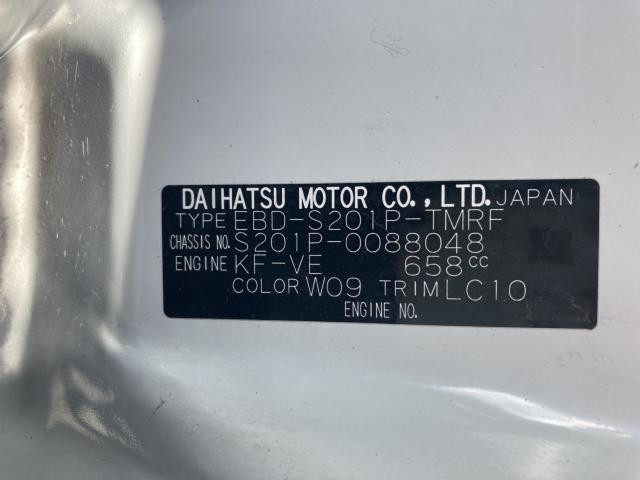 DAIHATSU MOTOR CO.,LTD. JAPAN
TYPE EBD-S201P-TMRF
CHASSIS NO. S201P-0088048
ENGINE KF-VE 658cc
COLOR W09 TRIM LC10
ENGINE NO.